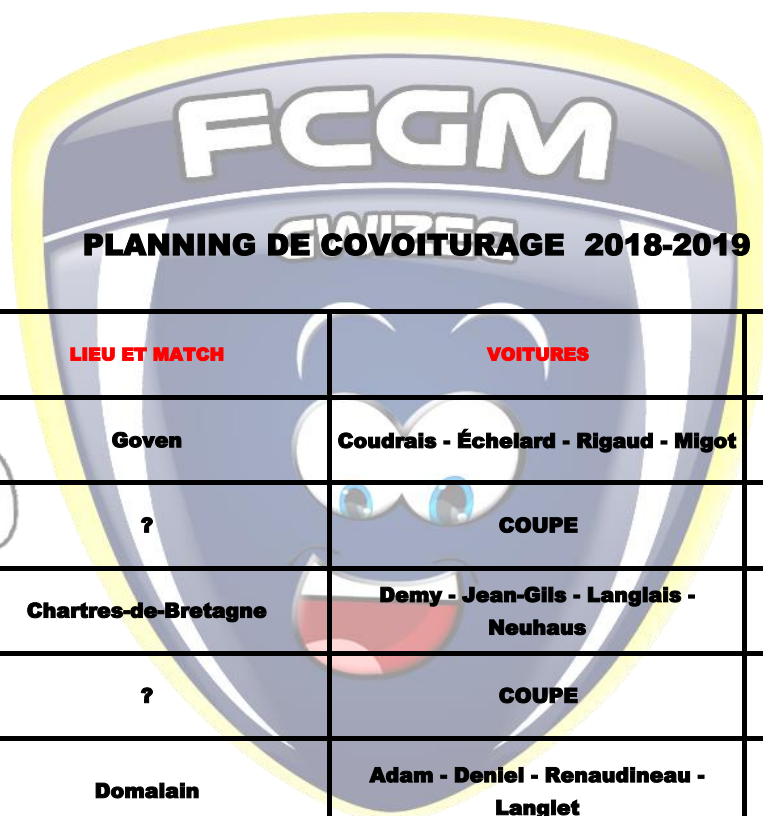 FCGM
GWIZEG
PLANNING DE COVOITURAGE 2018-2019
LIEU ET MATCH
VOITURES
Goven
Coudrais - Échelard - Rigaud - Migot
?
COUPE
Chartres-de-Bretagne
Demy - Jean-Gils - Langlais -
Neuhaus
?
COUPE
Domalain
Adam - Deniel - Renaudineau -
Langlet